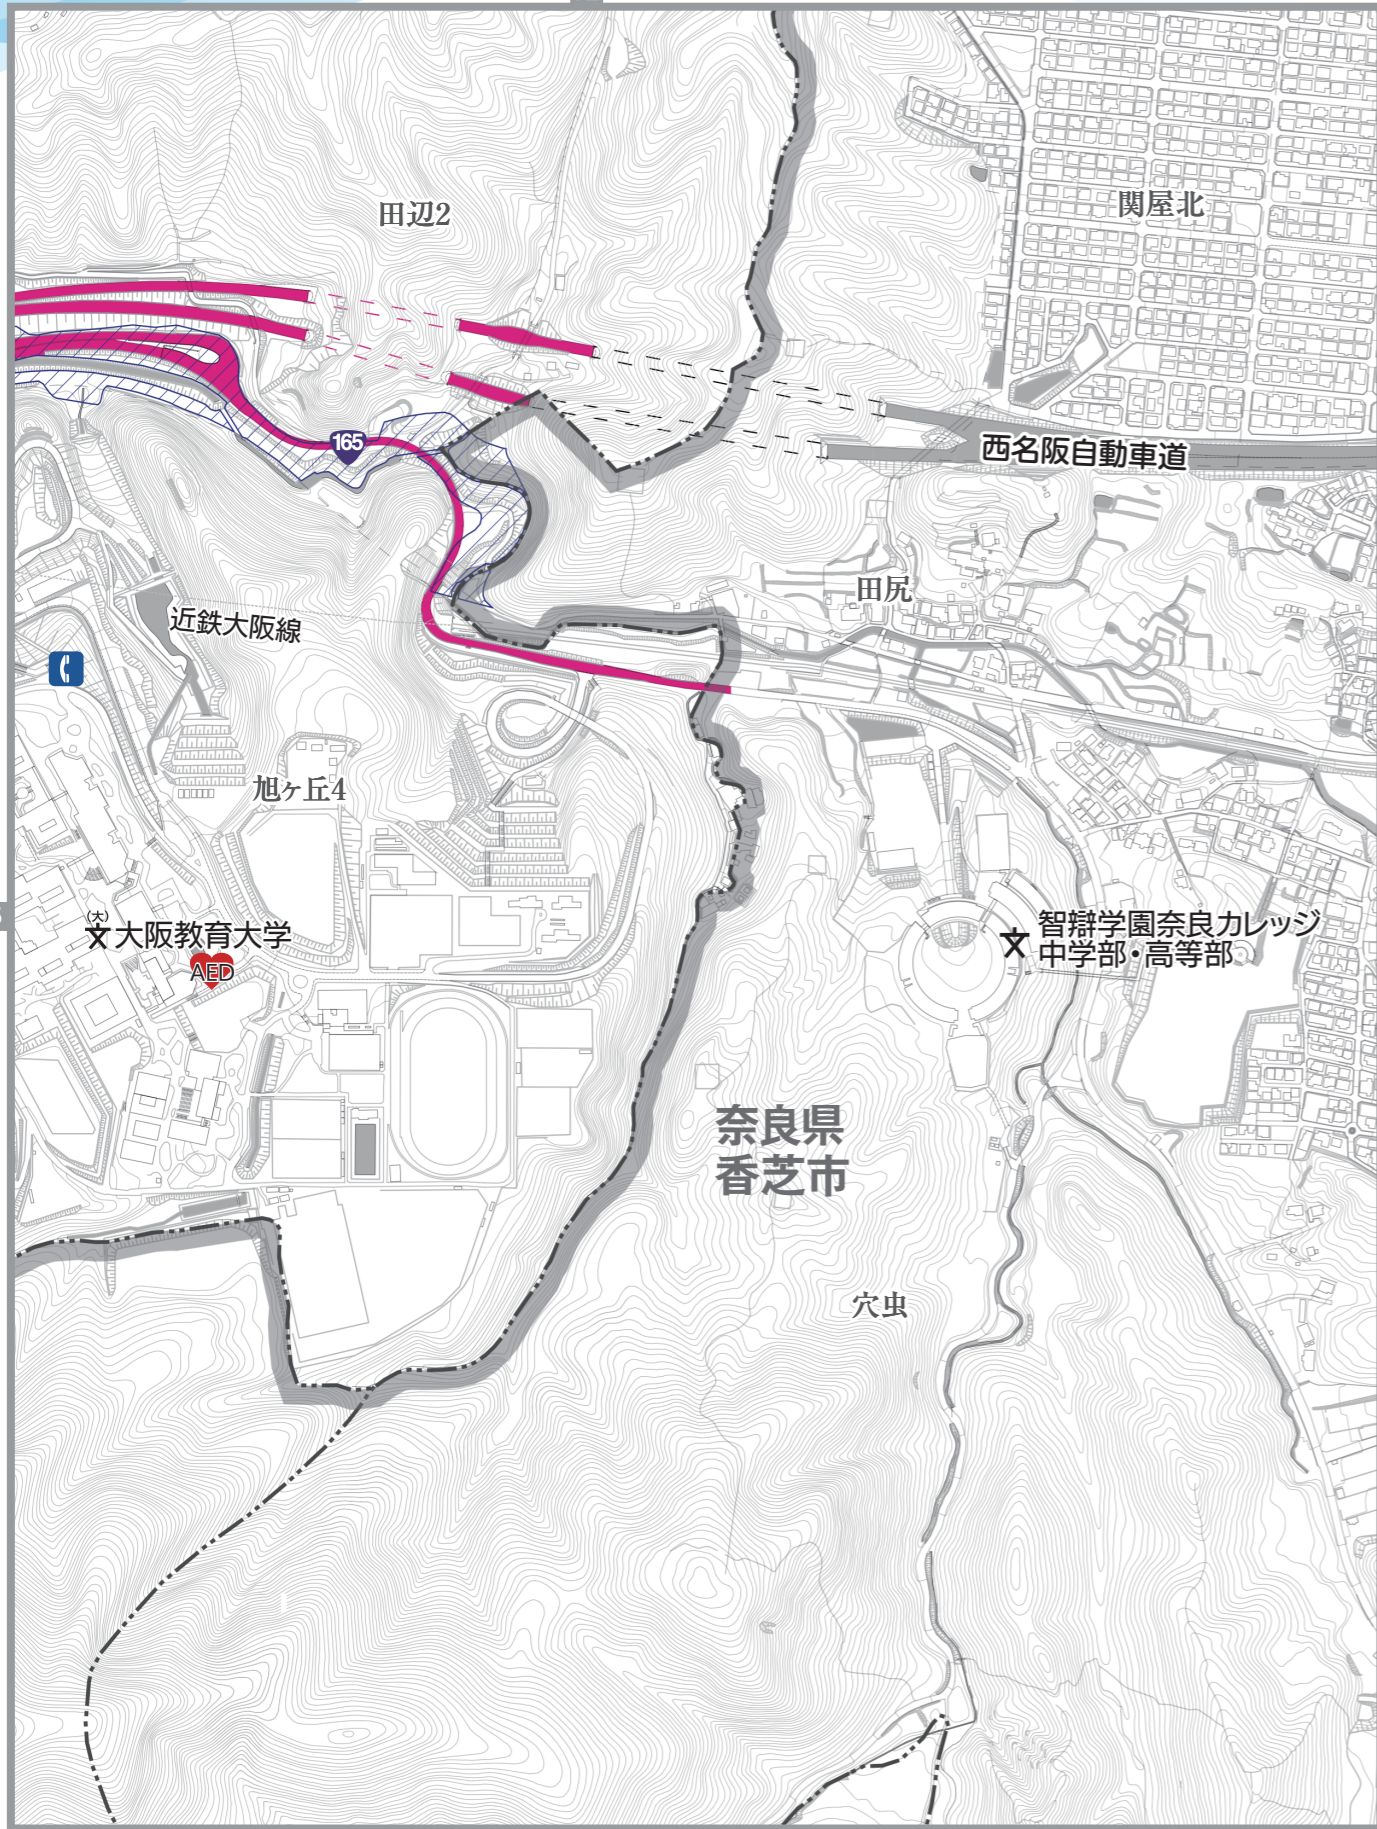 田辺2
関屋北
165
西名阪自動車道
田尻
近鉄大阪線
旭ヶ丘4
(大)
文 大阪教育大学
AED
文 智辯学園奈良カレッジ
中学部・高等部
奈良県
香芝市
穴虫